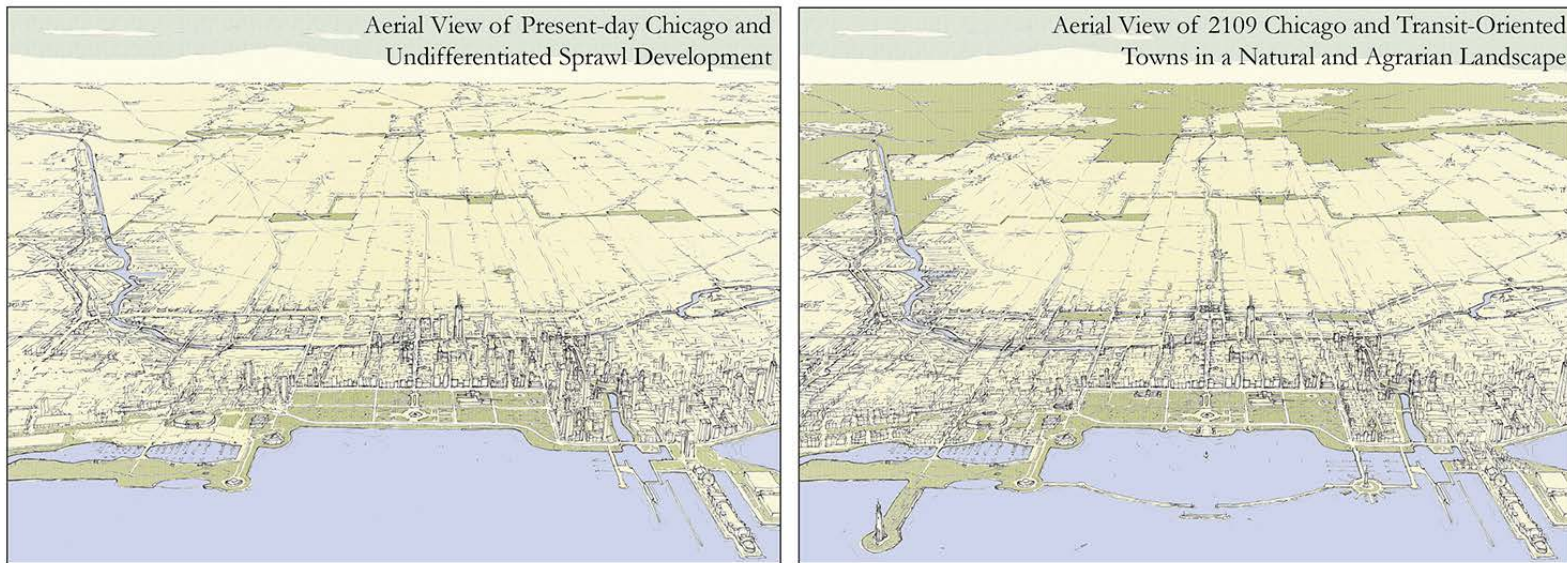 Aerial View of Present-day Chicago and
Undifferentiated Sprawl Development
Aerial View of 2109 Chicago and Transit-Oriented
Towns in a Natural and Agrarian Landscape